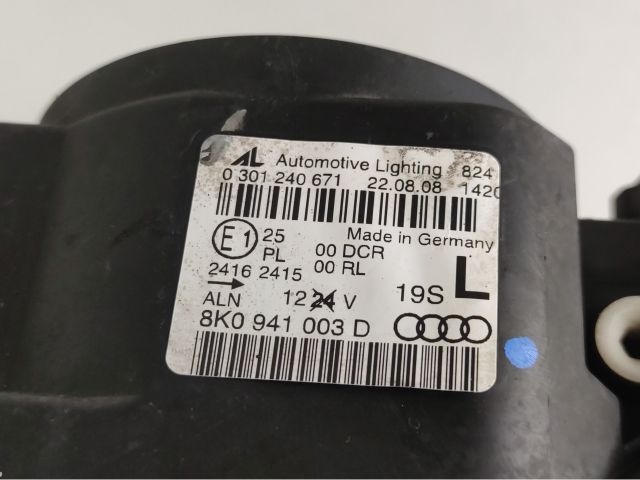 AL Automotive Lighting 824
0 301 240 671 22.08.08 1420
E1 25 00 DCR Made in Germany
PL 00 RL
2416 2415
ALN 12 24 V 19S L
8K0 941 003 D